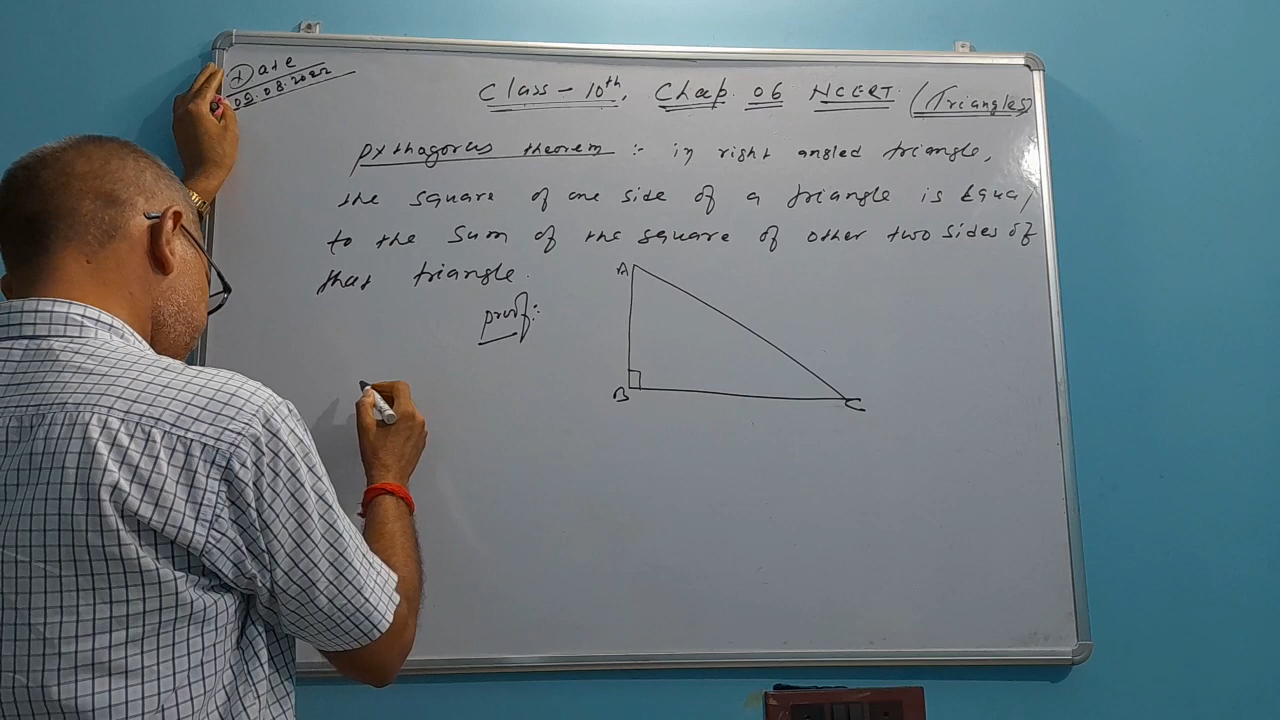 Date
09.08.2022
Class - 10th, Chap. 06 NCERT (Triangles)
Pythagorus theorem :- in right angled triangle,
the square of one side of a triangle is Equal
to the sum of the square of other two sides of
that triangle.
proof:-
A
B
C